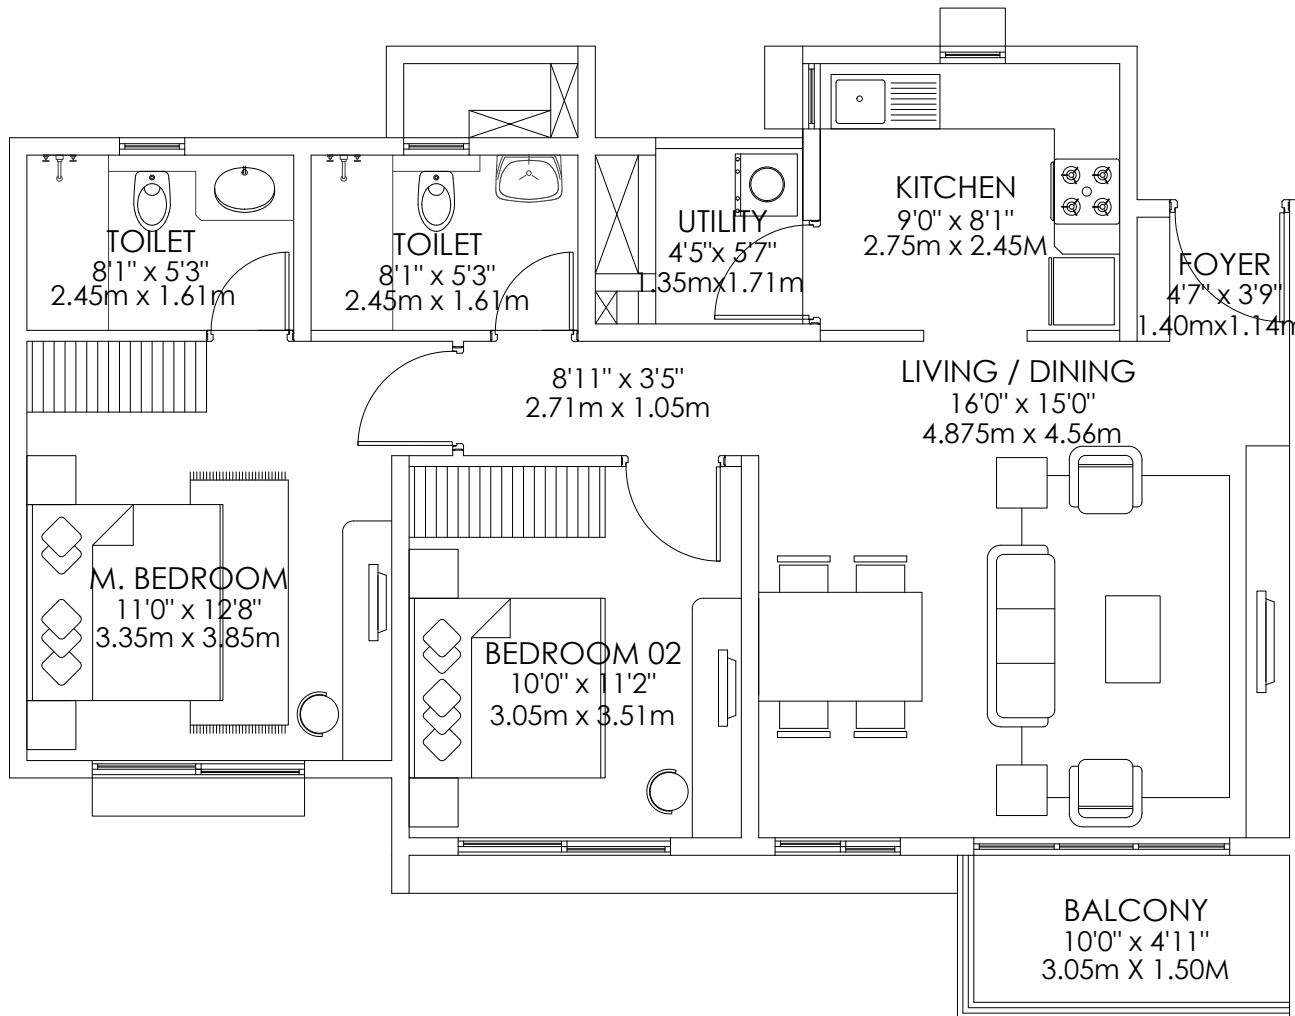 KITCHEN
9'0" x 8'1"
2.75m x 2.45M
UTILITY
4'5"x 5'7"
1.35mx1.71m
TOILET
8'1" x 5'3"
2.45m x 1.61m
TOILET
8'1" x 5'3"
2.45m x 1.61m
FOYER
4'7" x 3'9"
1.40mx1.14m
8'11" x 3'5"
2.71m x 1.05m
LIVING / DINING
16'0" x 15'0"
4.875m x 4.56m
M. BEDROOM
11'0" x 12'8"
3.35m x 3.85m
BEDROOM 02
10'0" x 11'2"
3.05m x 3.51m
BALCONY
10'0" x 4'11"
3.05m X 1.50M